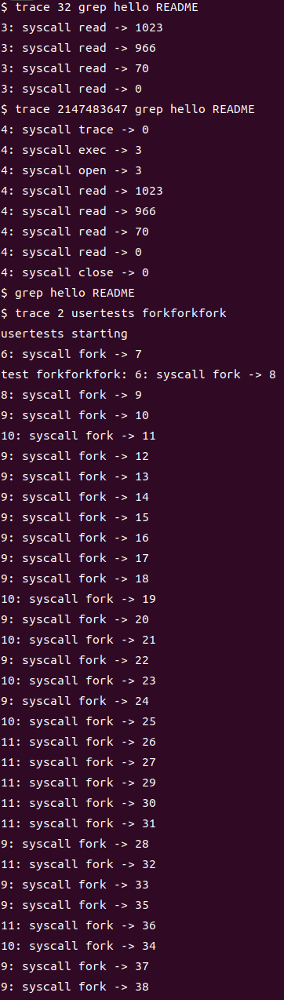 $ trace 32 grep hello README
3: syscall read -> 1023
3: syscall read -> 966
3: syscall read -> 70
3: syscall read -> 0
$ trace 2147483647 grep hello README
4: syscall trace -> 0
4: syscall exec -> 3
4: syscall open -> 3
4: syscall read -> 1023
4: syscall read -> 966
4: syscall read -> 70
4: syscall read -> 0
4: syscall close -> 0
$ grep hello README
$ trace 2 usertests forkforkfork
usertests starting
6: syscall fork -> 7
test forkforkfork: 6: syscall fork -> 8
8: syscall fork -> 9
9: syscall fork -> 10
10: syscall fork -> 11
9: syscall fork -> 12
9: syscall fork -> 13
9: syscall fork -> 14
9: syscall fork -> 15
9: syscall fork -> 16
9: syscall fork -> 17
9: syscall fork -> 18
10: syscall fork -> 19
9: syscall fork -> 20
10: syscall fork -> 21
9: syscall fork -> 22
10: syscall fork -> 23
9: syscall fork -> 24
10: syscall fork -> 25
11: syscall fork -> 26
11: syscall fork -> 27
11: syscall fork -> 29
11: syscall fork -> 30
11: syscall fork -> 31
9: syscall fork -> 28
11: syscall fork -> 32
9: syscall fork -> 33
9: syscall fork -> 35
11: syscall fork -> 36
10: syscall fork -> 34
9: syscall fork -> 37
9: syscall fork -> 38